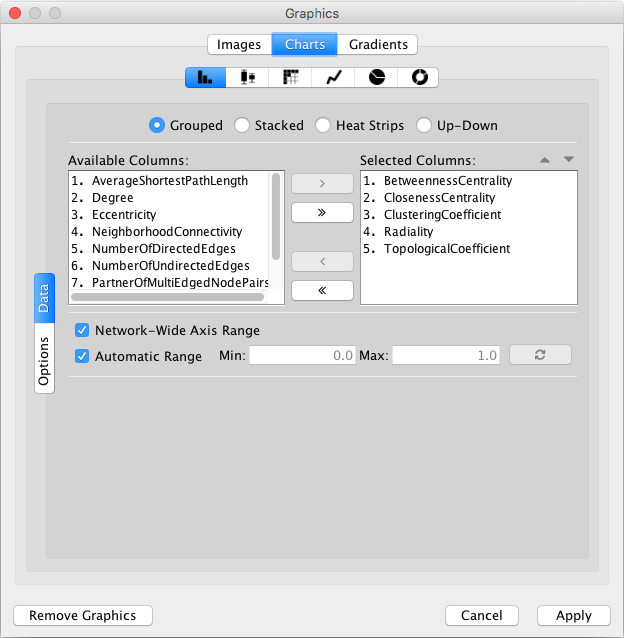 Graphics
Images Charts Gradients
Grouped Stacked Heat Strips Up-Down
Available Columns: Selected Columns:
1. AverageShortestPathLength
2. Degree
3. Eccentricity
4. NeighborhoodConnectivity
5. NumberOfDirectedEdges
6. NumberOfUndirectedEdges
7. PartnerOfMultiEdgedNodePairs
>
»
<
«
1. BetweennessCentrality
2. ClosenessCentrality
3. ClusteringCoefficient
4. Radiality
5. TopologicalCoefficient
Data
Options
Network-Wide Axis Range
Automatic Range Min: 0.0 Max: 1.0
Remove Graphics Cancel Apply